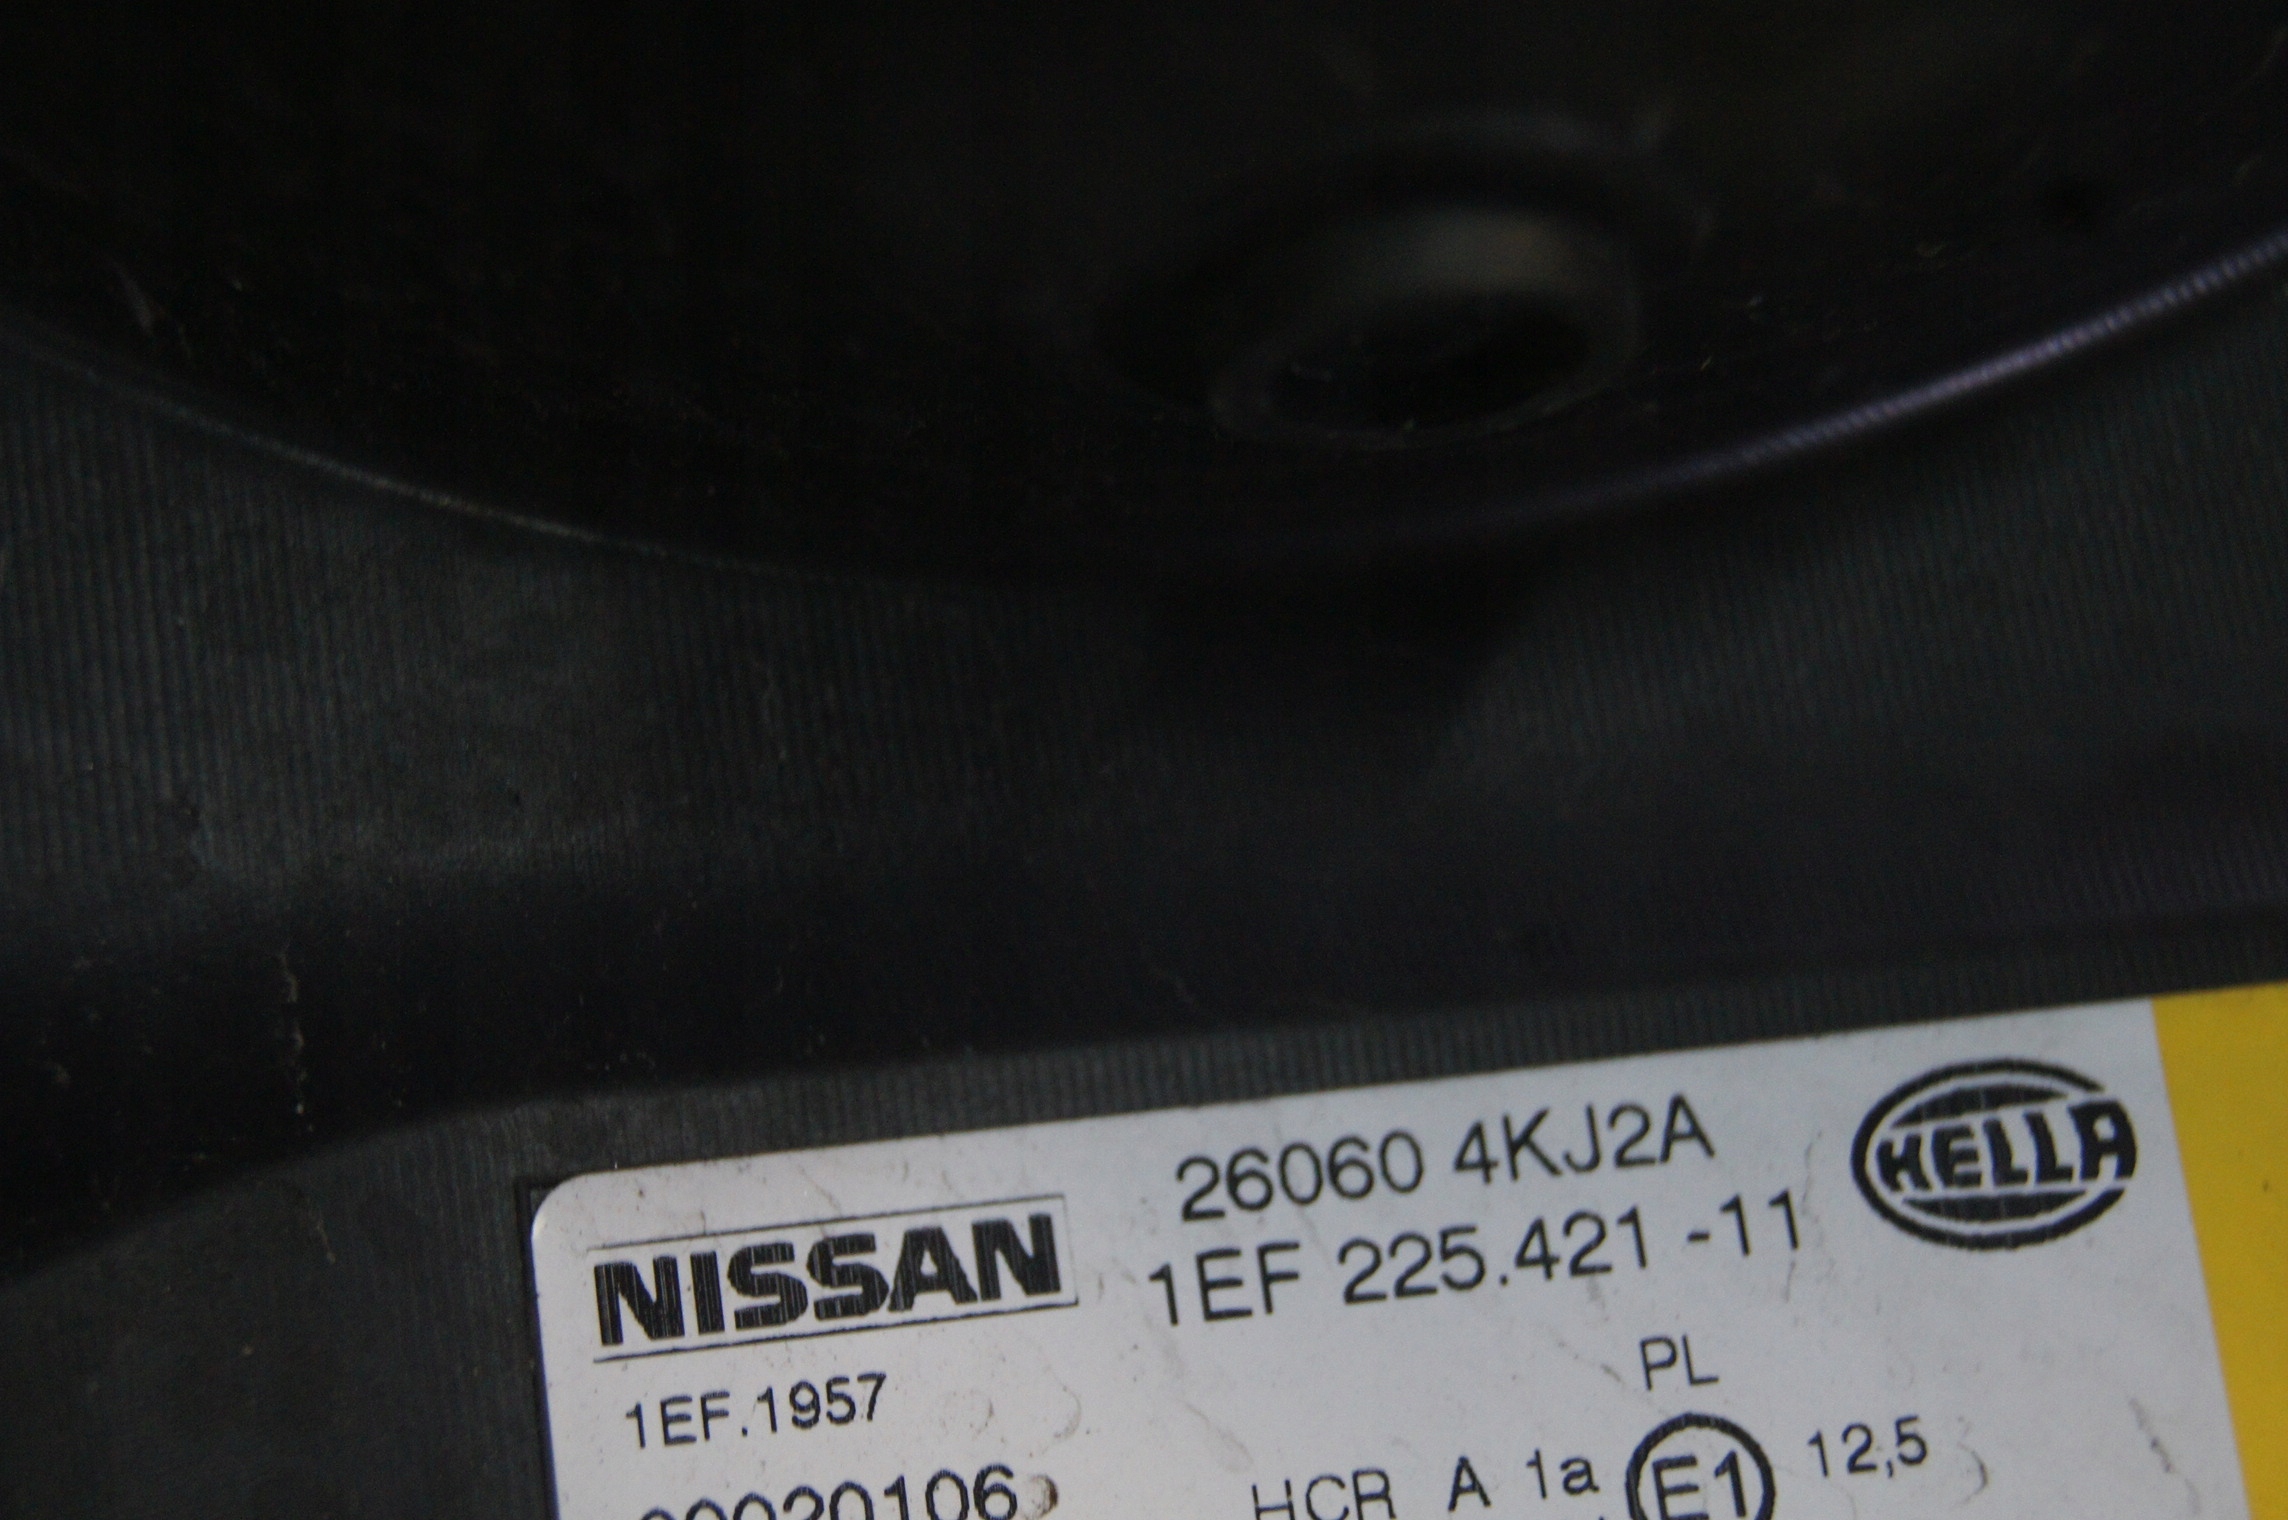 26060 4KJ2A
HELLA
NISSAN
1EF 225.421 -11
PL
1EF.1957
HCR A 1a E1 12,5